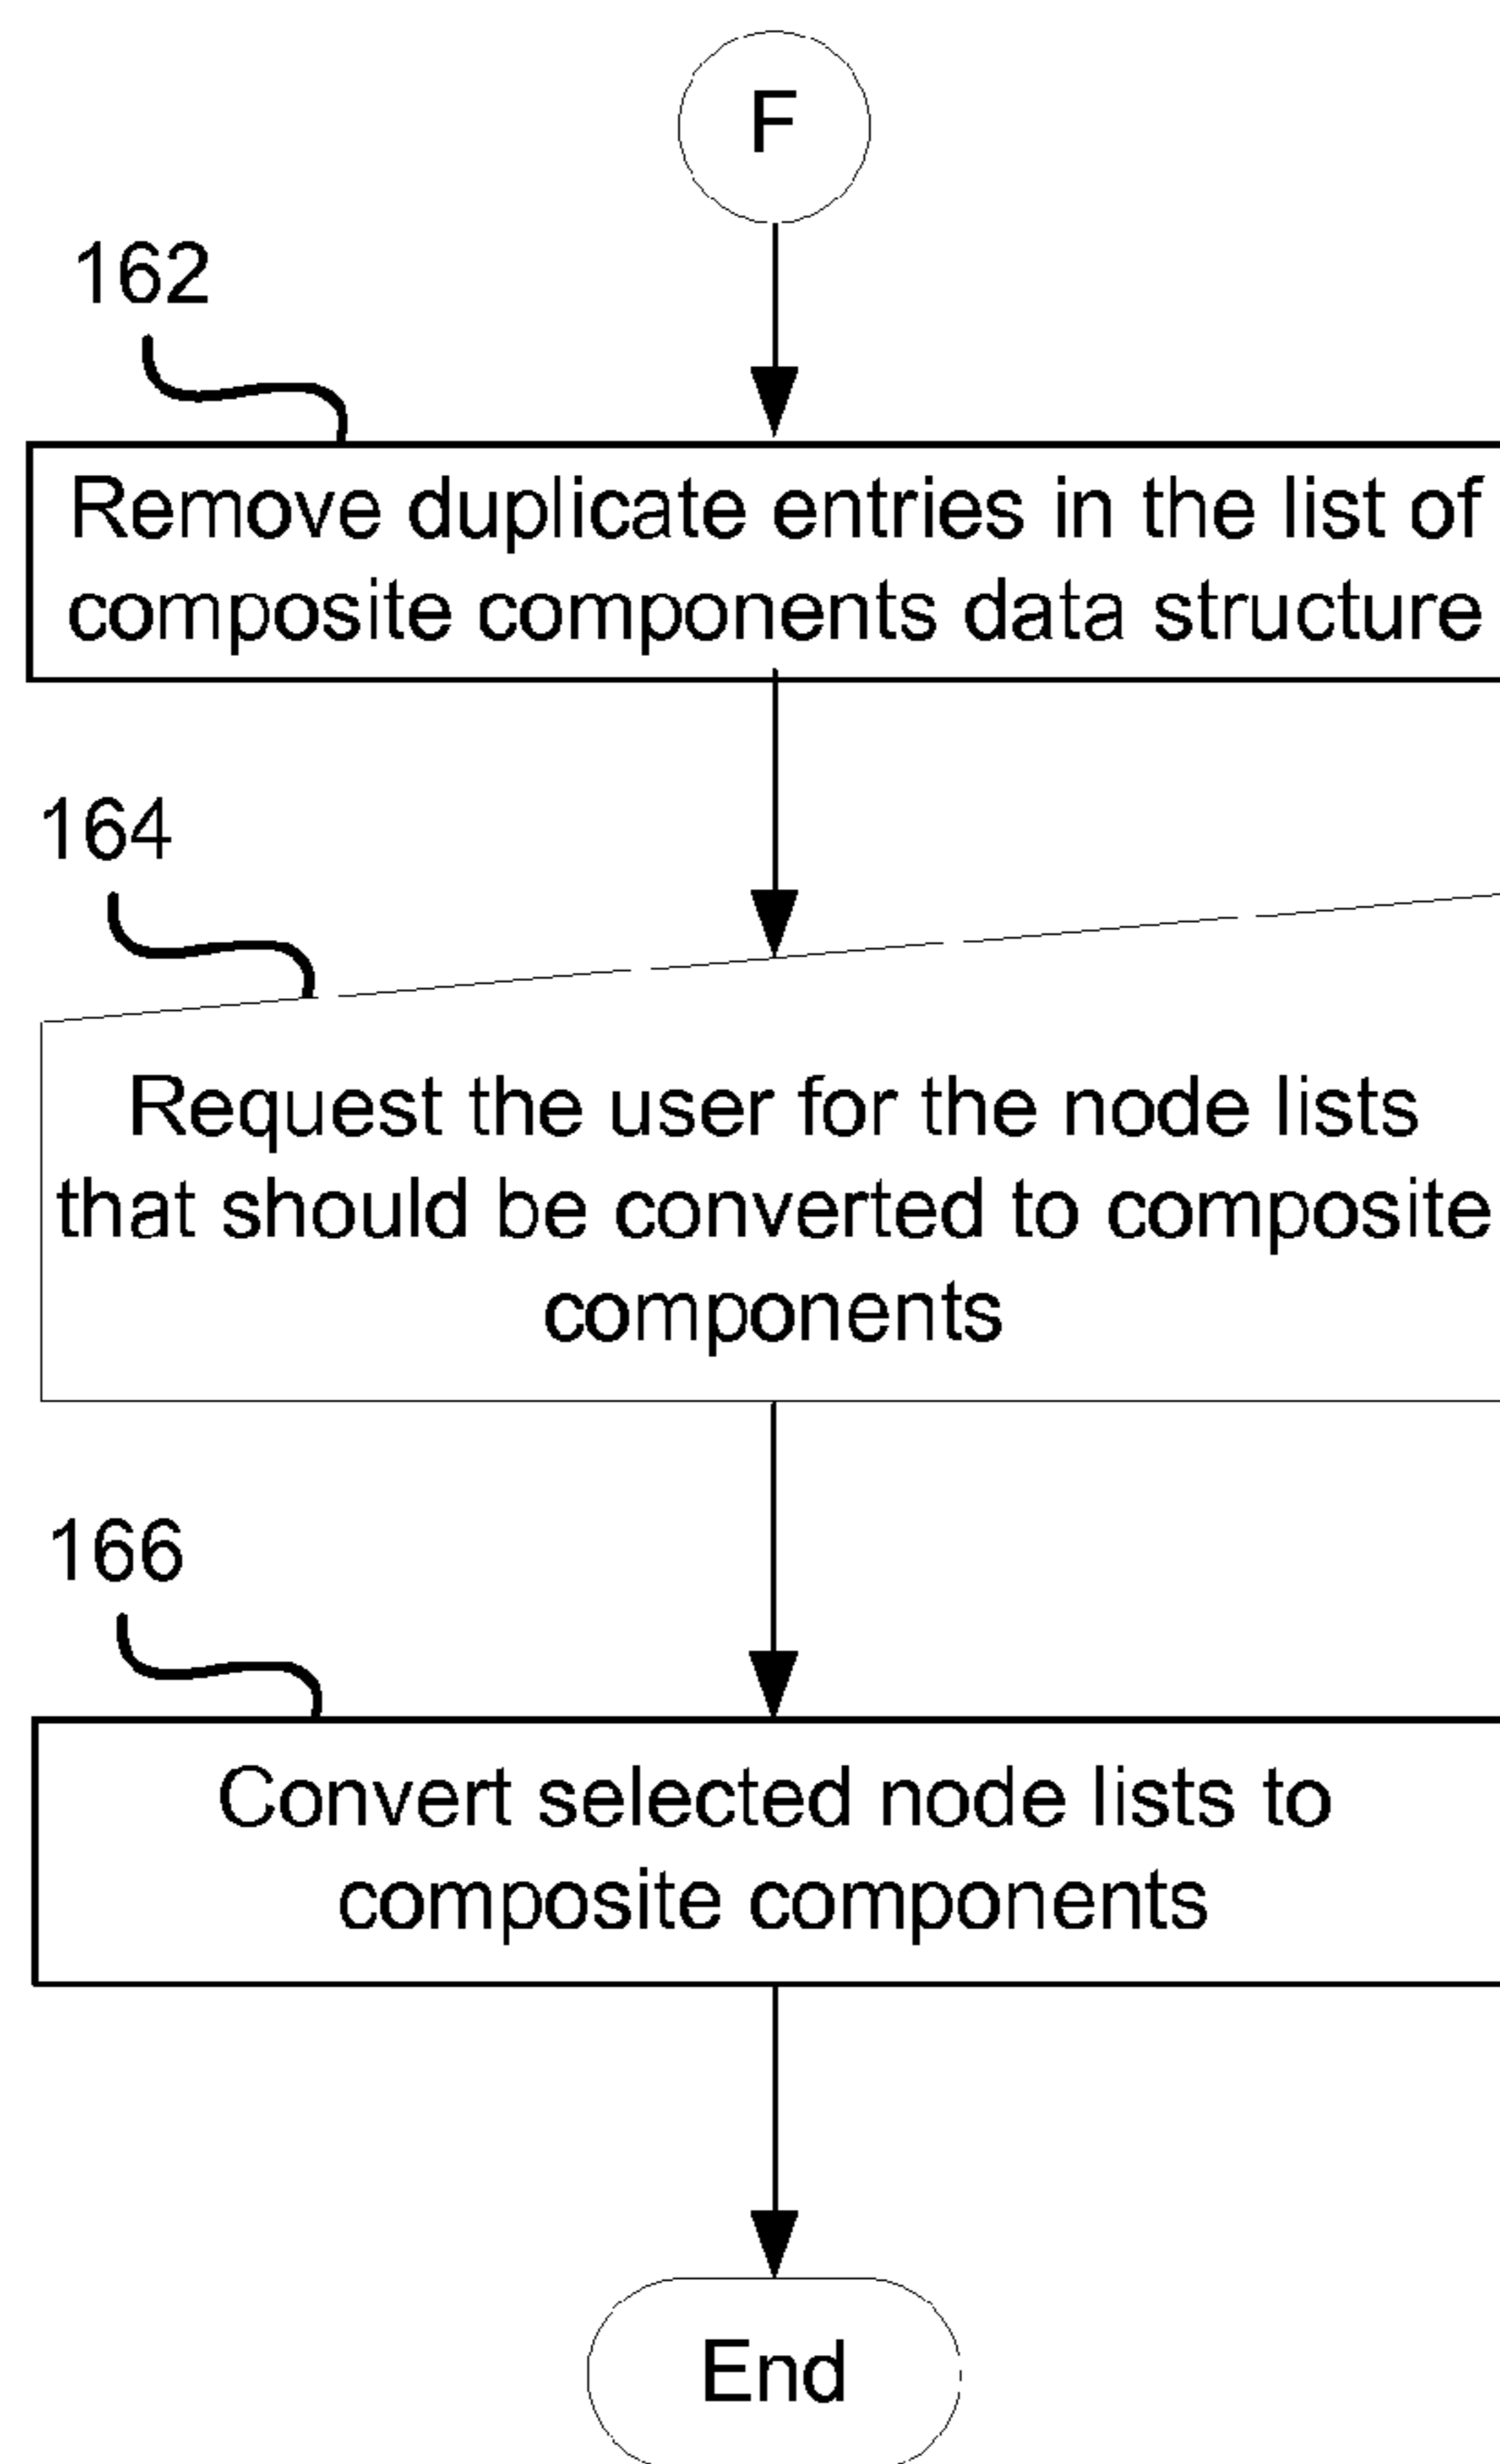 F
162
Remove duplicate entries in the list of
composite components data structure
164
Request the user for the node lists
that should be converted to composite
components
166
Convert selected node lists to
composite components
End